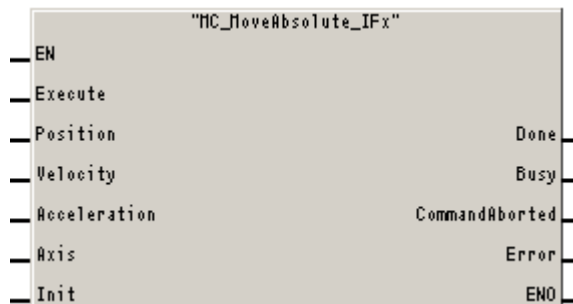 "MC_MoveAbsolute_IFx"
EN
Execute
Position Done
Velocity Busy
Acceleration CommandAborted
Axis Error
Init ENO